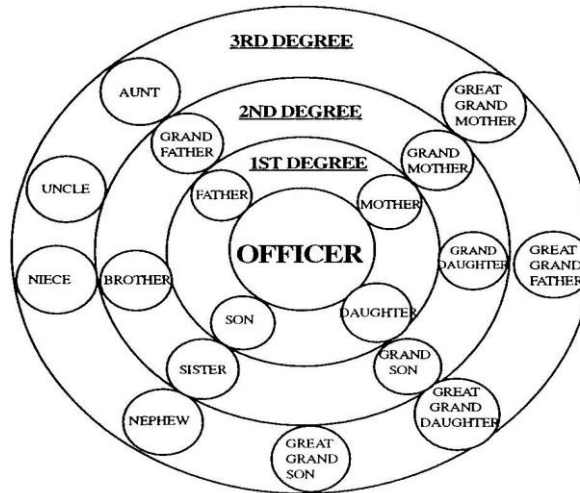 3RD DEGREE
AUNT
GREAT
GRAND
MOTHER
2ND DEGREE
GRAND
FATHER
GRAND
MOTHER
1ST DEGREE
UNCLE
FATHER
MOTHER
OFFICER
NIECE
BROTHER
GRAND
DAUGHTER
GREAT
GRAND
FATHER
SON
DAUGHTER
SISTER
GRAND
SON
NEPHEW
GREAT
GRAND
DAUGHTER
GREAT
GRAND
SON